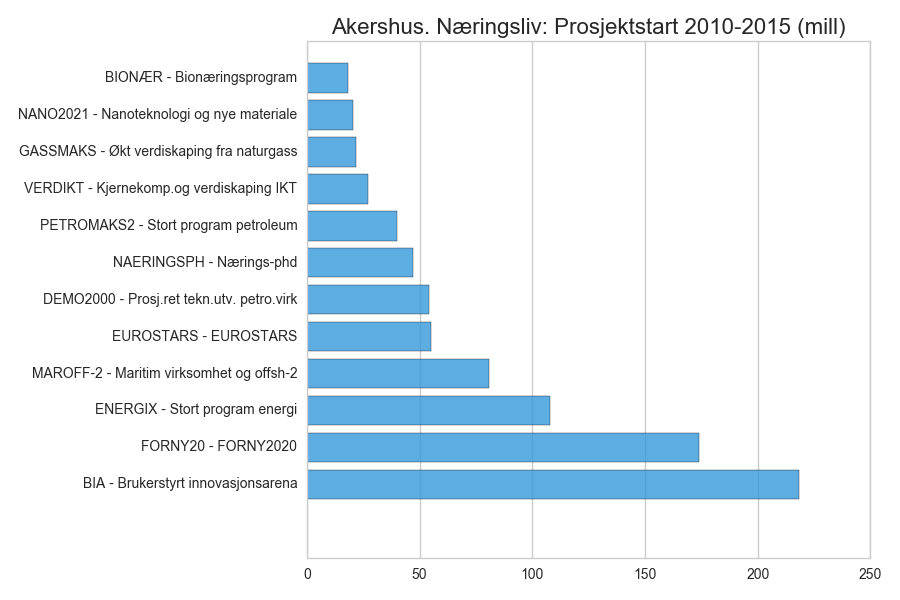 Akershus. Næringsliv: Prosjektstart 2010-2015 (mill)
BIONÆR - Bionæringsprogram
NANO2021 - Nanoteknologi og nye materiale
GASSMAKS - Økt verdiskaping fra naturgass
VERDIKT - Kjernekomp.og verdiskaping IKT
PETROMAKS2 - Stort program petroleum
NAERINGSPH - Nærings-phd
DEMO2000 - Prosj.ret tekn.utv. petro.virk
EUROSTARS - EUROSTARS
MAROFF-2 - Maritim virksomhet og offsh-2
ENERGIX - Stort program energi
FORNY20 - FORNY2020
BIA - Brukerstyrt innovasjonsarena
0 50 100 150 200 250